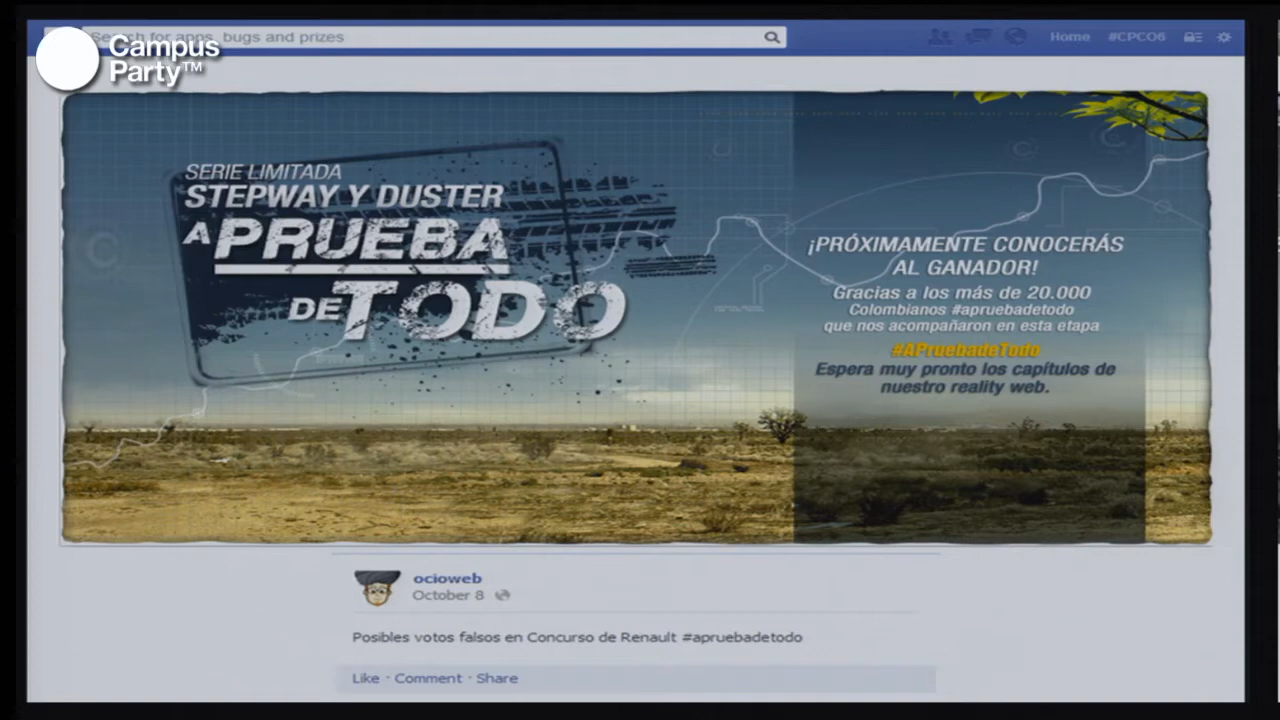 Search for apps, bugs and prizes
Home
#CPCO6
Campus
Party™
SERIE LIMITADA
STEPWAY Y DUSTER
A PRUEBA
DE TODO
¡PRÓXIMAMENTE CONOCERÁS
AL GANADOR!
Gracias a los más de 20.000
Colombianos #apruebadetodo
que nos acompañaron en esta etapa
#APruebadeTodo
Espera muy pronto los capítulos de
nuestro reality web.
ocioweb
October 8
Posibles votos falsos en Concurso de Renault #apruebadetodo
Like · Comment · Share